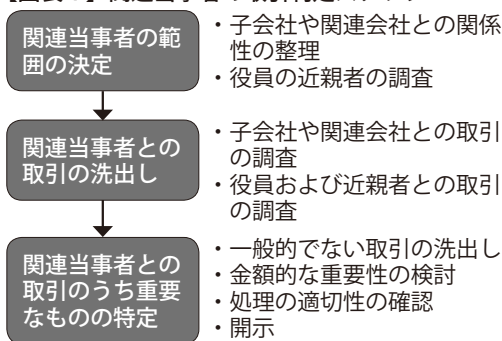 関連当事者の範
囲の決定
・子会社や関連会社との関係
性の整理
・役員の近親者の調査
関連当事者との
取引の洗出し
・子会社や関連会社との取引
の調査
・役員および近親者との取引
の調査
関連当事者との
取引のうち重要
なものの特定
・一般的でない取引の洗出し
・金額的な重要性の検討
・処理の適切性の確認
・開示